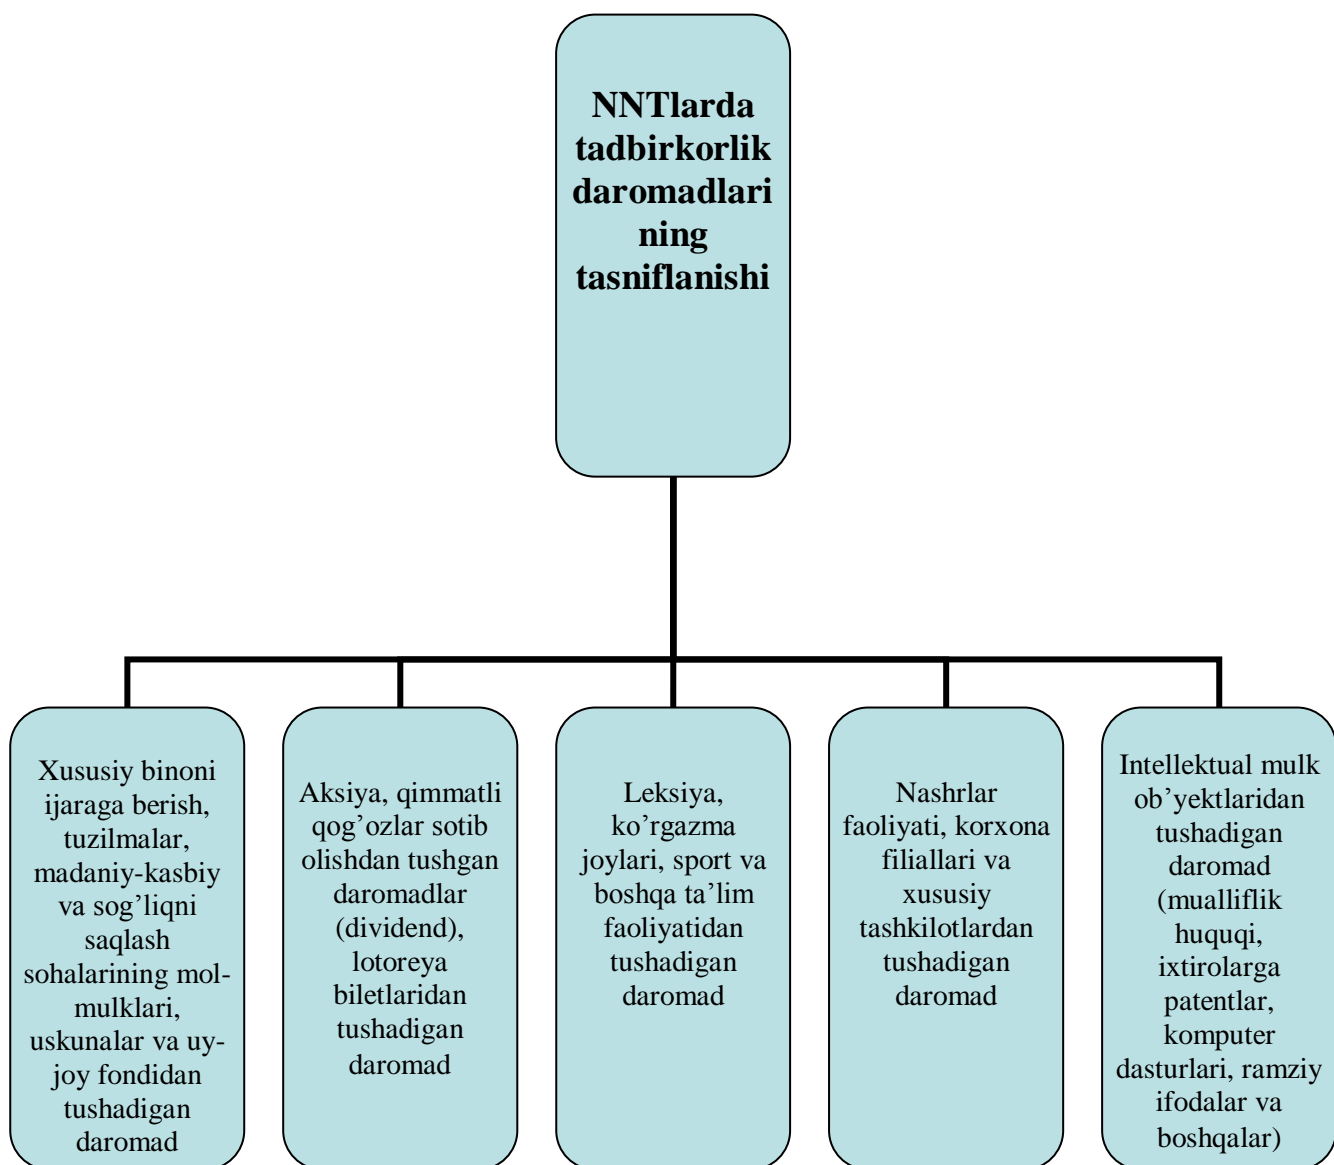 NNTlarda
tadbirkorlik
daromadlari
ning
tasniflanishi
Xususiy binoni
ijaraga berish,
tuzilmalar,
madaniy-kasbiy
va sog’liqni
saqlash
sohalarining mol-
mulklari,
uskunalar va uy-
joy fondidan
tushadigan
daromad
Aksiya, qimmatli
qog’ozlar sotib
olishdan tushgan
daromadlar
(dividend),
lotoreya
biletlaridan
tushadigan
daromad
Leksiya,
ko’rgazma
joylari, sport va
boshqa ta’lim
faoliyatidan
tushadigan
daromad
Nashrlar
faoliyati, korxona
filiallari va
xususiy
tashkilotlardan
tushadigan
daromad
Intellektual mulk
ob’yektlaridan
tushadigan
daromad
(mualliflik
huquqi,
ixtirolarga
patentlar,
komputer
dasturlari, ramziy
ifodalar va
boshqalar)